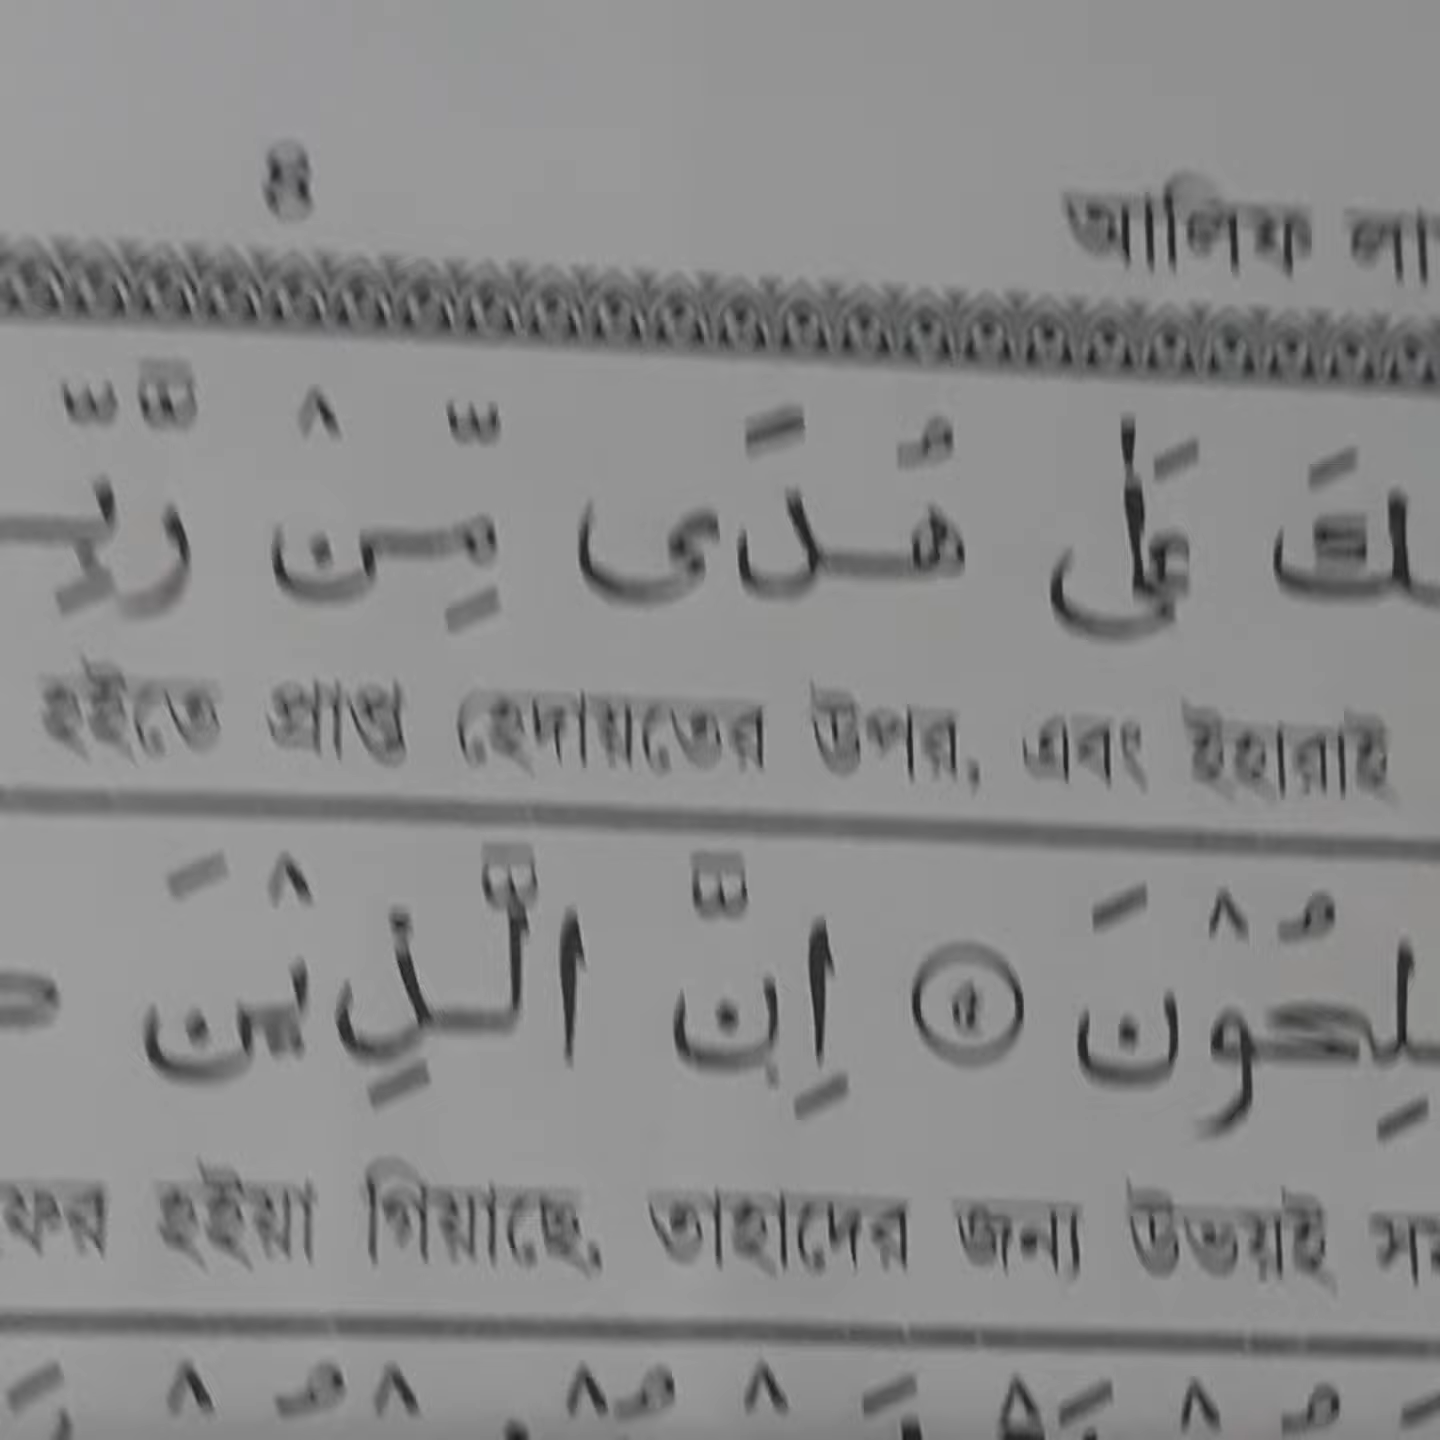 ৪ আলিফ লা
عَلٰی هُدًی مِّنْ
হইতে প্রাপ্ত হেদায়তের উপর, এবং ইহারাই
لِحُوْنَ ۝ اِنَّ الَّذِیْنَ
হইয়া গিয়াছে, তাহাদের জন্য উভয়ই